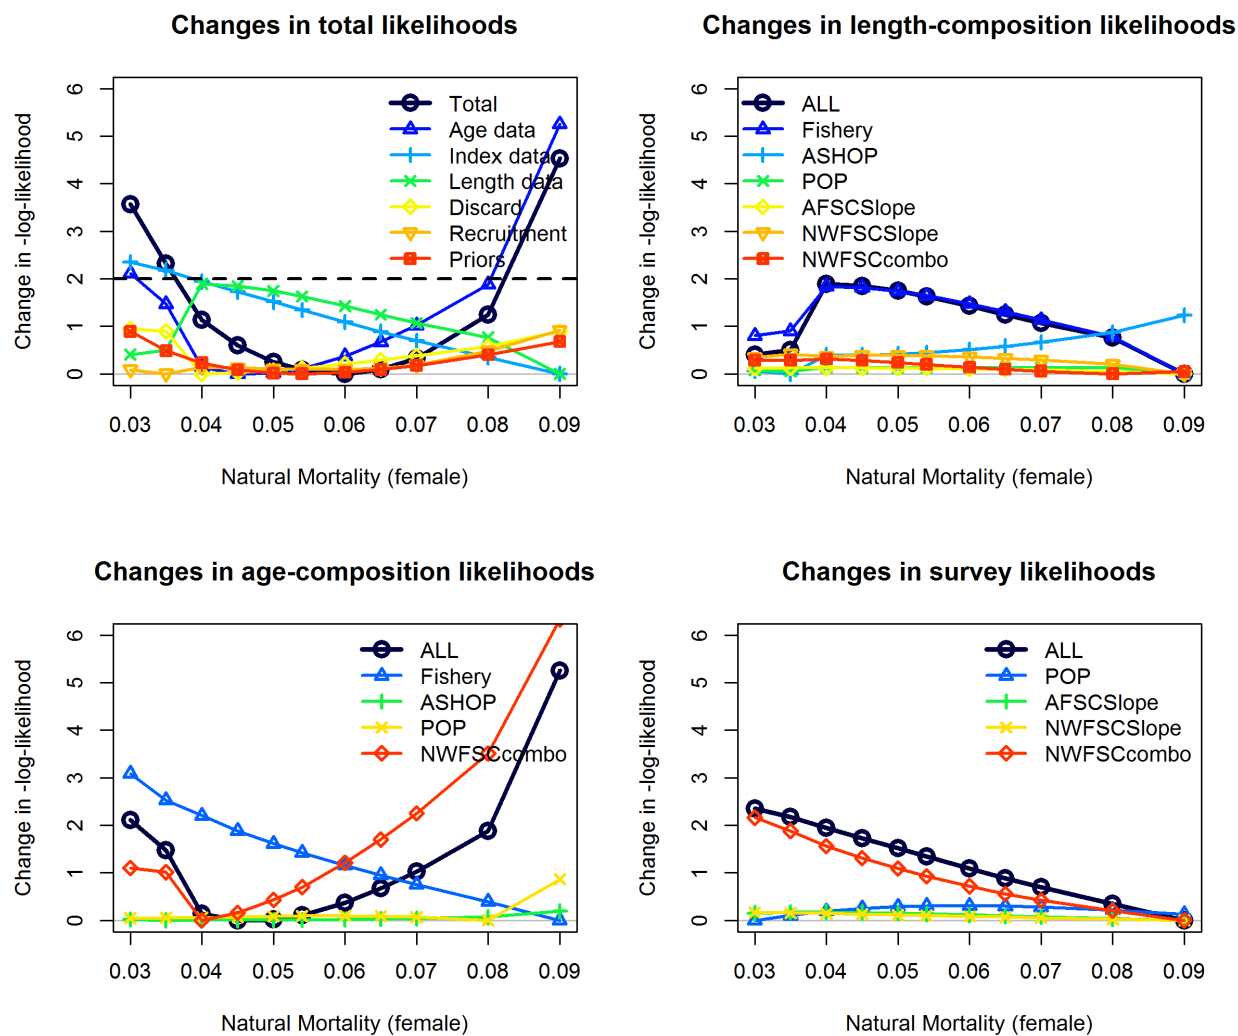 Changes in total likelihoods
Change in -log-likelihood
6
5
4
3
2
1
0
Total
Age data
Index data
Length data
Discard
Recruitment
Priors
0.03 0.04 0.05 0.06 0.07 0.08 0.09
Natural Mortality (female)
Changes in length-composition likelihoods
Change in -log-likelihood
6
5
4
3
2
1
0
ALL
Fishery
ASHOP
POP
AFSCSlope
NWFSCSlope
NWFSCcombo
0.03 0.04 0.05 0.06 0.07 0.08 0.09
Natural Mortality (female)
Changes in age-composition likelihoods
Change in -log-likelihood
6
5
4
3
2
1
0
ALL
Fishery
ASHOP
POP
NWFSCcombo
0.03 0.04 0.05 0.06 0.07 0.08 0.09
Natural Mortality (female)
Changes in survey likelihoods
Change in -log-likelihood
6
5
4
3
2
1
0
ALL
POP
AFSCSlope
NWFSCSlope
NWFSCcombo
0.03 0.04 0.05 0.06 0.07 0.08 0.09
Natural Mortality (female)